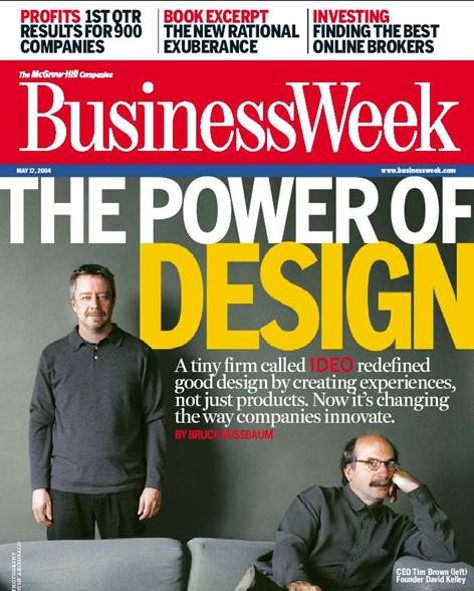 PROFITS 1ST QTR
RESULTS FOR 900
COMPANIES
BOOK EXCERPT
THE NEW RATIONAL
EXUBERANCE
INVESTING
FINDING THE BEST
ONLINE BROKERS
The McGraw-Hill Companies
BusinessWeek
MAY 17, 2004
www.businessweek.com
THE POWER OF
DESIGN
A tiny firm called IDEO redefined
good design by creating experiences,
not just products. Now it's changing
the way companies innovate.
BY BRUCE NUSSBAUM
CEO Tim Brown (left)
Founder David Kelley